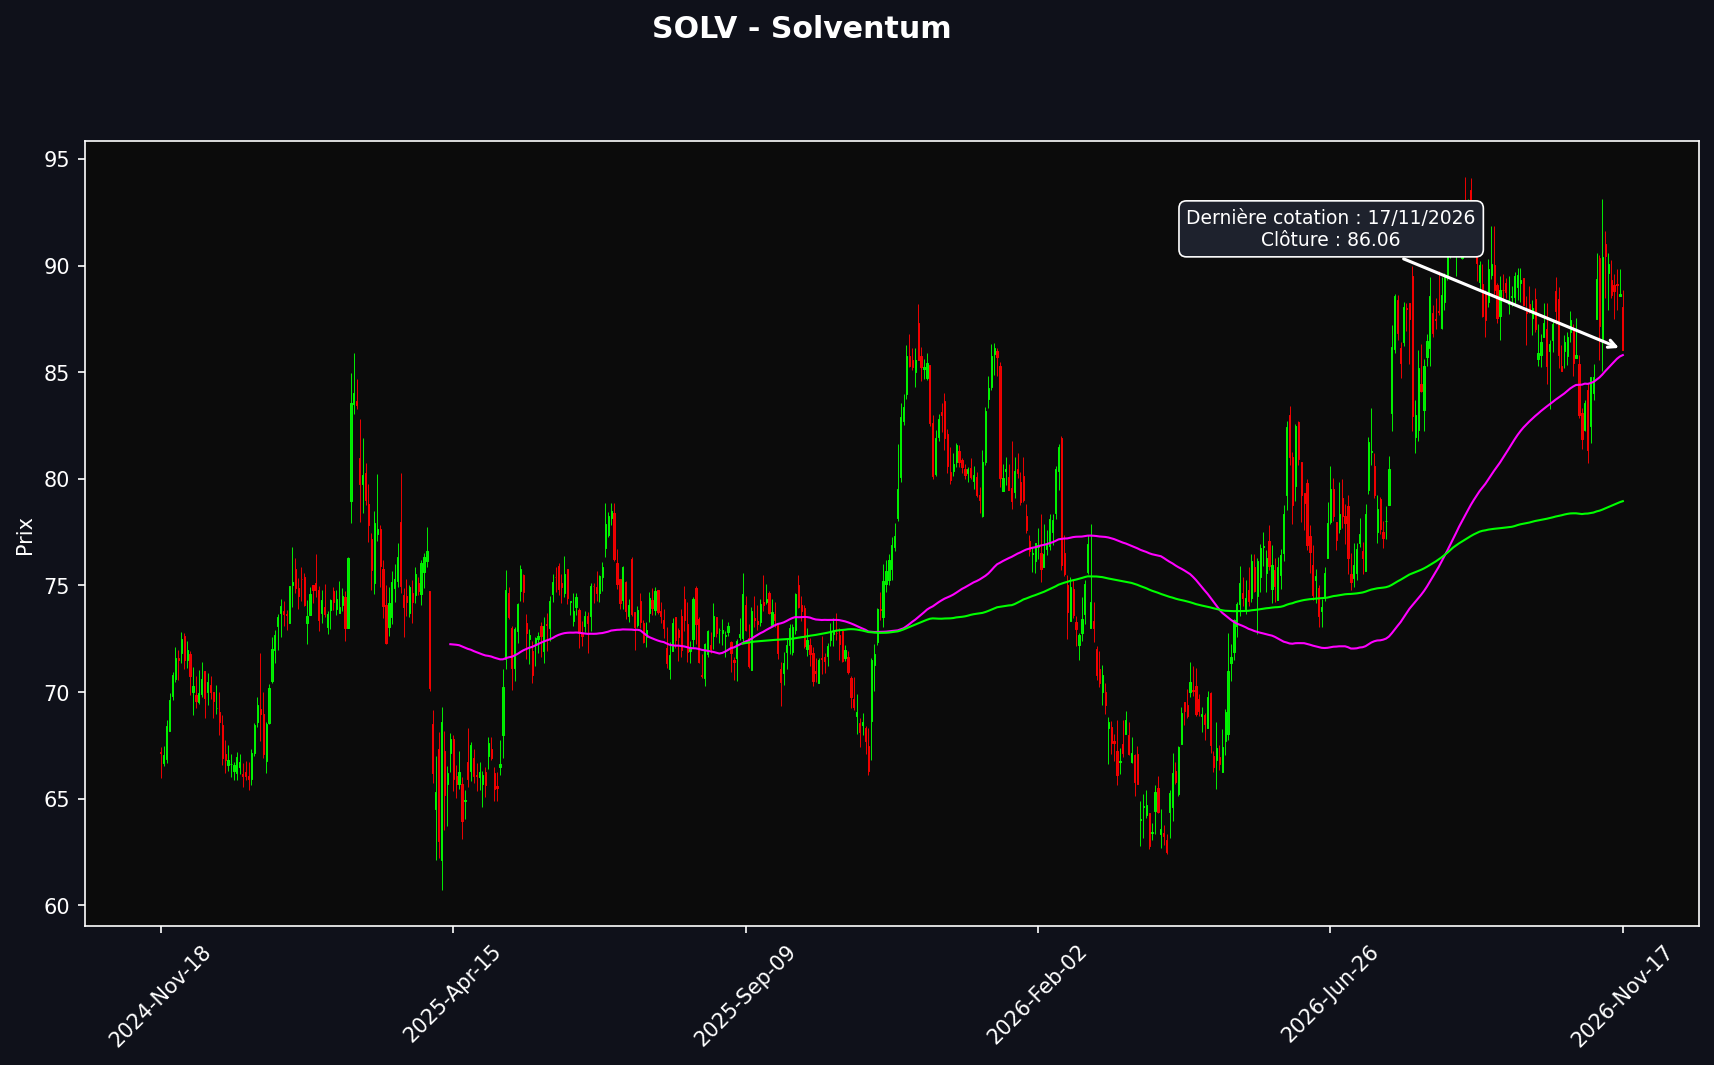 SOLV - Solventum
Prix
95
90
85
80
75
70
65
60
Dernière cotation : 17/11/2026
Clôture : 86.06
2024-Nov-18
2025-Apr-15
2025-Sep-09
2026-Feb-02
2026-Jun-26
2026-Nov-17